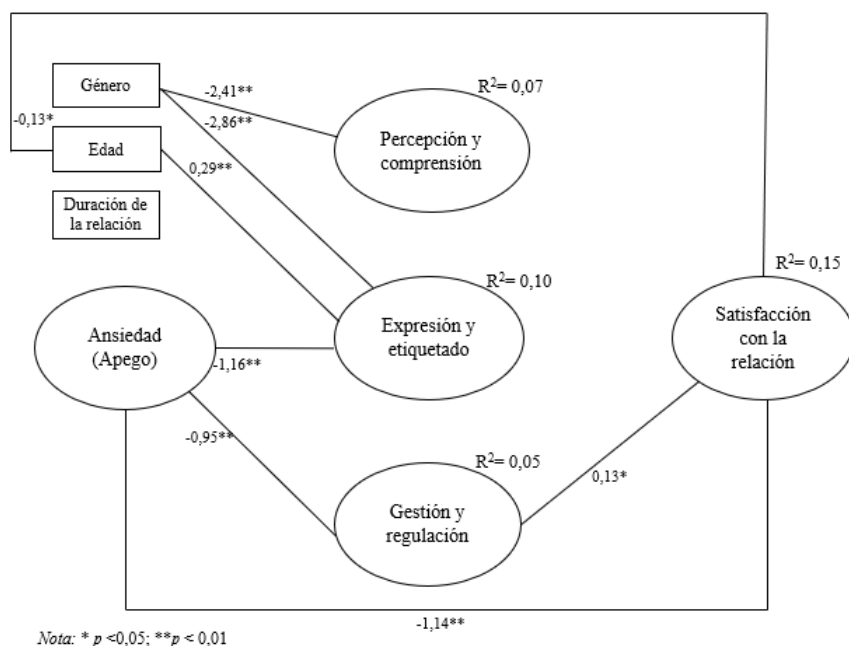 Género
-2,41**
R²= 0,07
-0,13*
-2,86**
Percepción y
comprensión
Edad
0,29**
Duración de
la relación
R²= 0,10
R²= 0,15
Ansiedad
(Apego)
Expresión y
etiquetado
Satisfacción
con la
relación
-1,16**
-0,95**
R²= 0,05
0,13*
Gestión y
regulación
-1,14**
Nota: * p <0,05; **p < 0,01